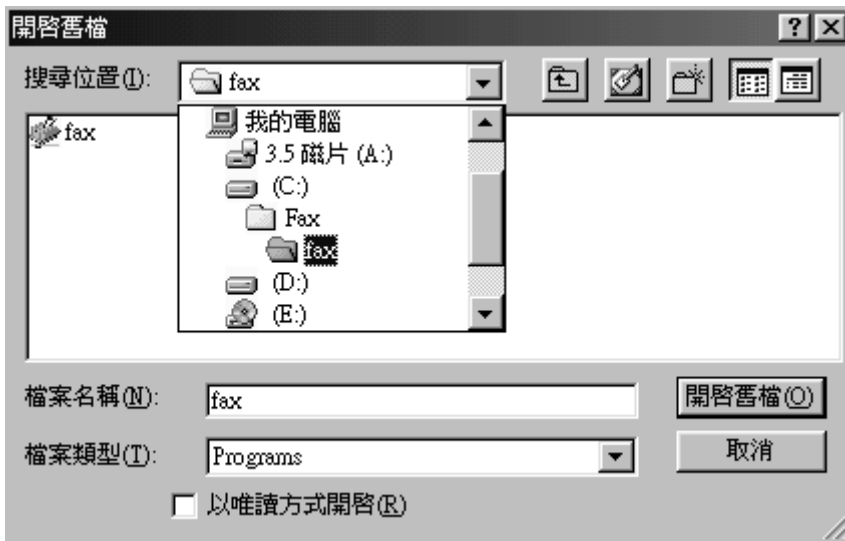 開啓舊檔
搜尋位置(I): fax
fax
我的電腦
3.5 磁片 (A:)
(C:)
Fax
fax
(D:)
(E:)
檔案名稱(N): fax 開啓舊檔(O)
檔案類型(T): Programs 取消
以唯讀方式開啓(R)